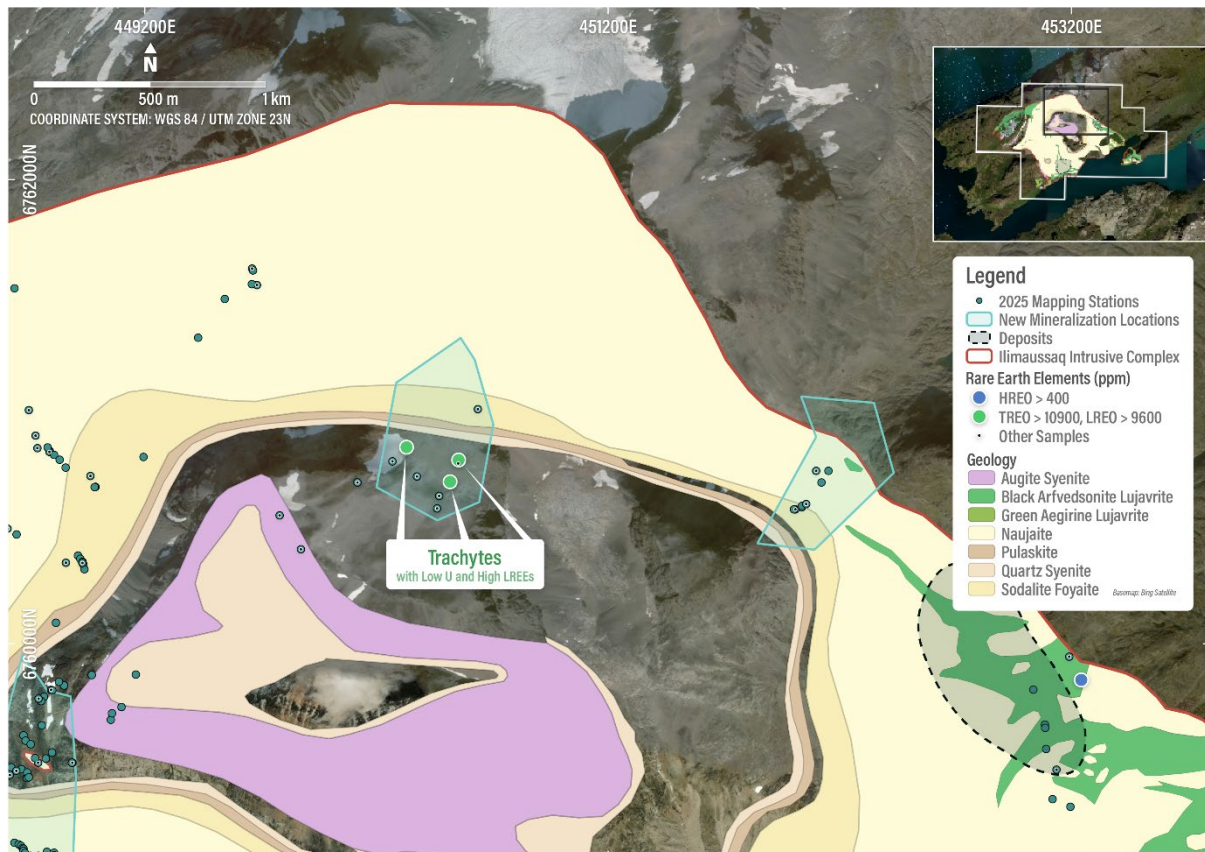 449200E
451200E
453200E
N
0
500 m
1 km
COORDINATE SYSTEM: WGS 84 / UTM ZONE 23N
6762000N
6760000N
Trachytes
with Low U and High LREEs
Legend
2025 Mapping Stations
New Mineralization Locations
Deposits
Ilimaussaq Intrusive Complex
Rare Earth Elements (ppm)
HREO > 400
TREO > 10900, LREO > 9600
Other Samples
Geology
Augite Syenite
Black Arfvedsonite Lujavrite
Green Aegirine Lujavrite
Naujaite
Pulaskite
Quartz Syenite
Sodalite Foyaite
Basemap: Bing Satellite